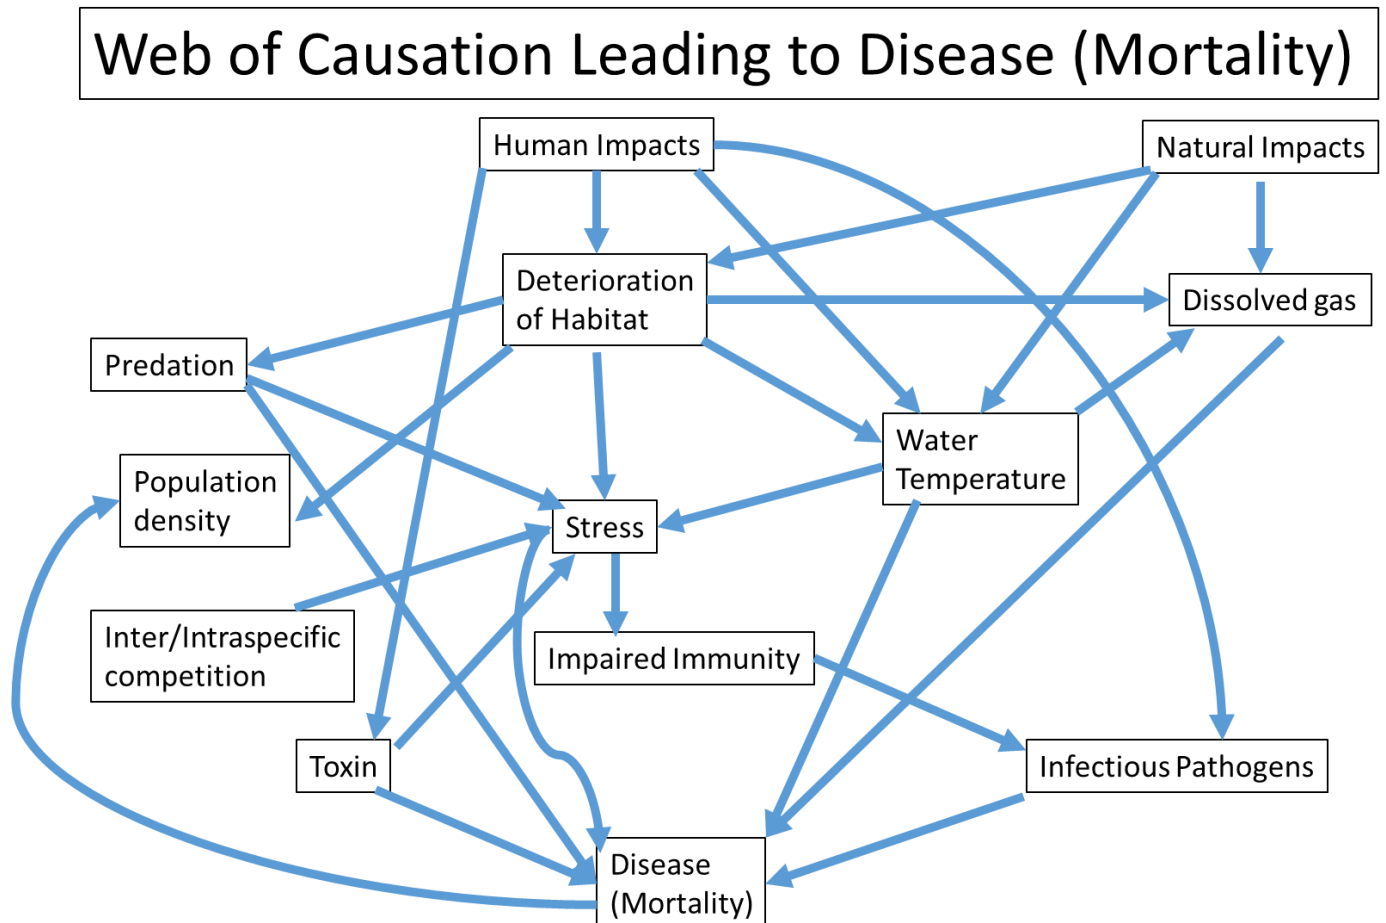 Web of Causation Leading to Disease (Mortality)
Human Impacts
Natural Impacts
Deterioration
of Habitat
Dissolved gas
Predation
Water
Temperature
Population
density
Stress
Inter/Intraspecific
competition
Impaired Immunity
Toxin
Infectious Pathogens
Disease
(Mortality)